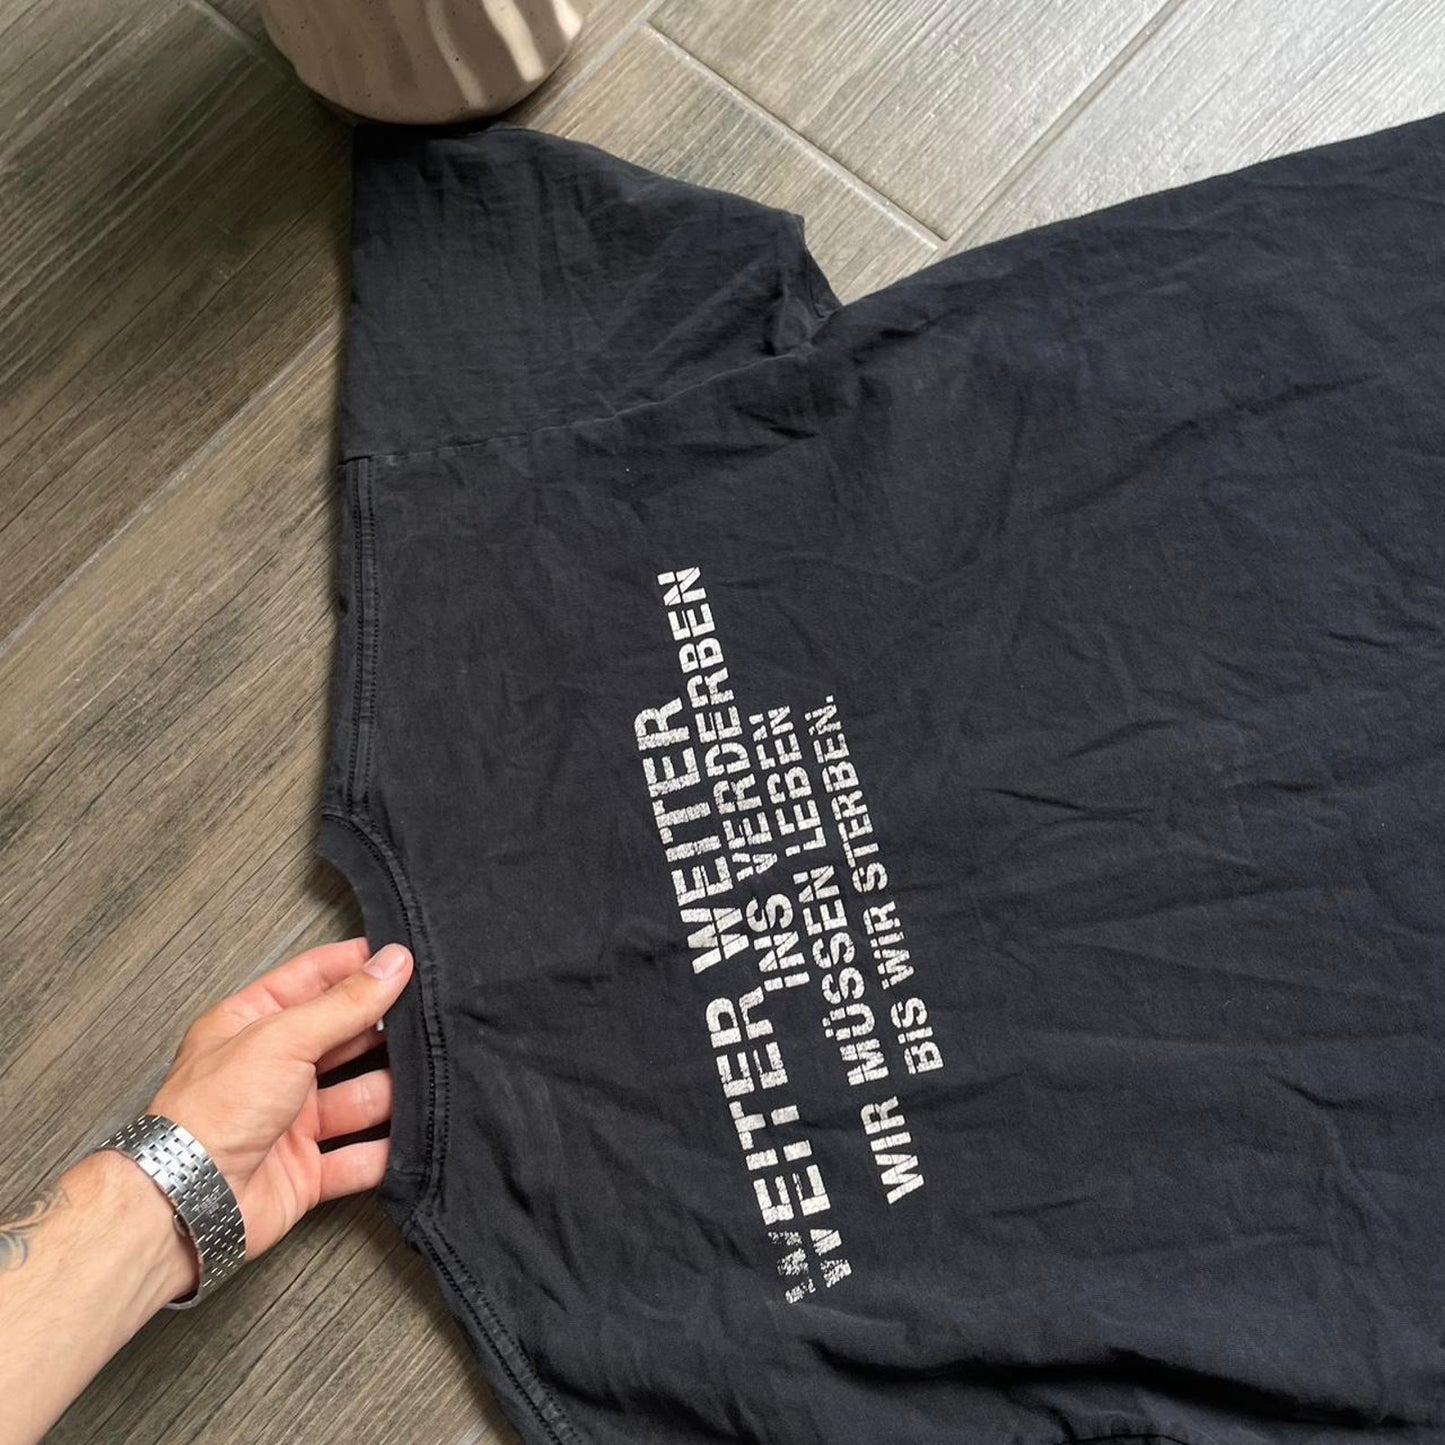 WEITER WEITER
WEITER INS VERDERBEN
WIR MÜSSEN LEBEN
BIS WIR STERBEN.